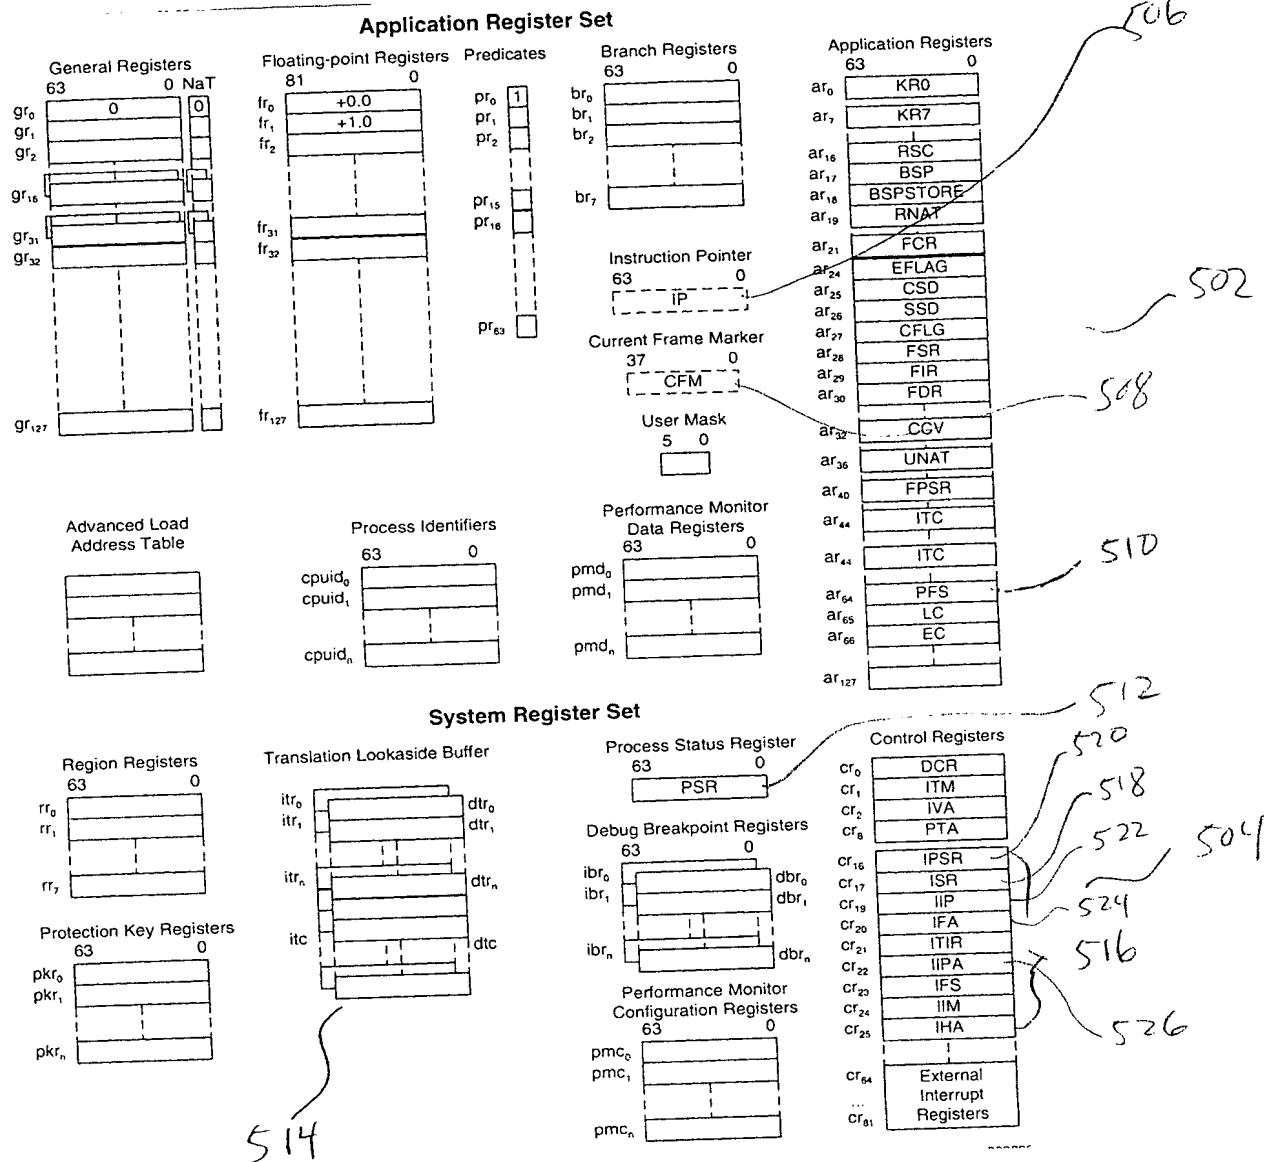 Application Register Set
506
General Registers
63 0 NaT
gr0 0 0
gr1
gr2
gr16
gr31
gr32
gr127
Floating-point Registers
81 0
fr0 +0.0
fr1 +1.0
fr2
fr31
fr32
fr127
Predicates
pr0 1
pr1
pr2
pr15
pr16
pr63
Branch Registers
63 0
br0
br1
br2
br7
Instruction Pointer
63 0
IP
Current Frame Marker
37 0
CFM
User Mask
5 0
Application Registers
63 0
ar0 KR0
ar7 KR7
ar16 RSC
ar17 BSP
ar18 BSPSTORE
ar19 RNAT
ar21 FCR
ar24 EFLAG
ar25 CSD
ar26 SSD
ar27 CFLG
ar28 FSR
ar29 FIR
ar30 FDR
ar32 CGV
ar36 UNAT
ar40 FPSR
ar44 ITC
ar44 ITC
ar64 PFS
ar65 LC
ar66 EC
ar127
502
508
510
Advanced Load
Address Table
Process Identifiers
63 0
cpuid0
cpuid1
cpuidn
Performance Monitor
Data Registers
63 0
pmd0
pmd1
pmdn
System Register Set
512
Region Registers
63 0
rr0
rr1
rr7
Protection Key Registers
63 0
pkr0
pkr1
pkrn
Translation Lookaside Buffer
itr0 dtr0
itr1 dtr1
itrn dtrn
itc dtc
514
Process Status Register
63 0
PSR
Debug Breakpoint Registers
63 0
ibr0 dbr0
ibr1 dbr1
ibrn dbrn
Performance Monitor
Configuration Registers
63 0
pmc0
pmc1
pmcn
Control Registers
cr0 DCR
cr1 ITM
cr2 IVA
cr8 PTA
cr16 IPSR
cr17 ISR
cr19 IIP
cr20 IFA
cr21 ITIR
cr22 IIPA
cr23 IFS
cr24 IIM
cr25 IHA
cr64 External
... Interrupt
cr81 Registers
520
518
522
504
524
516
526